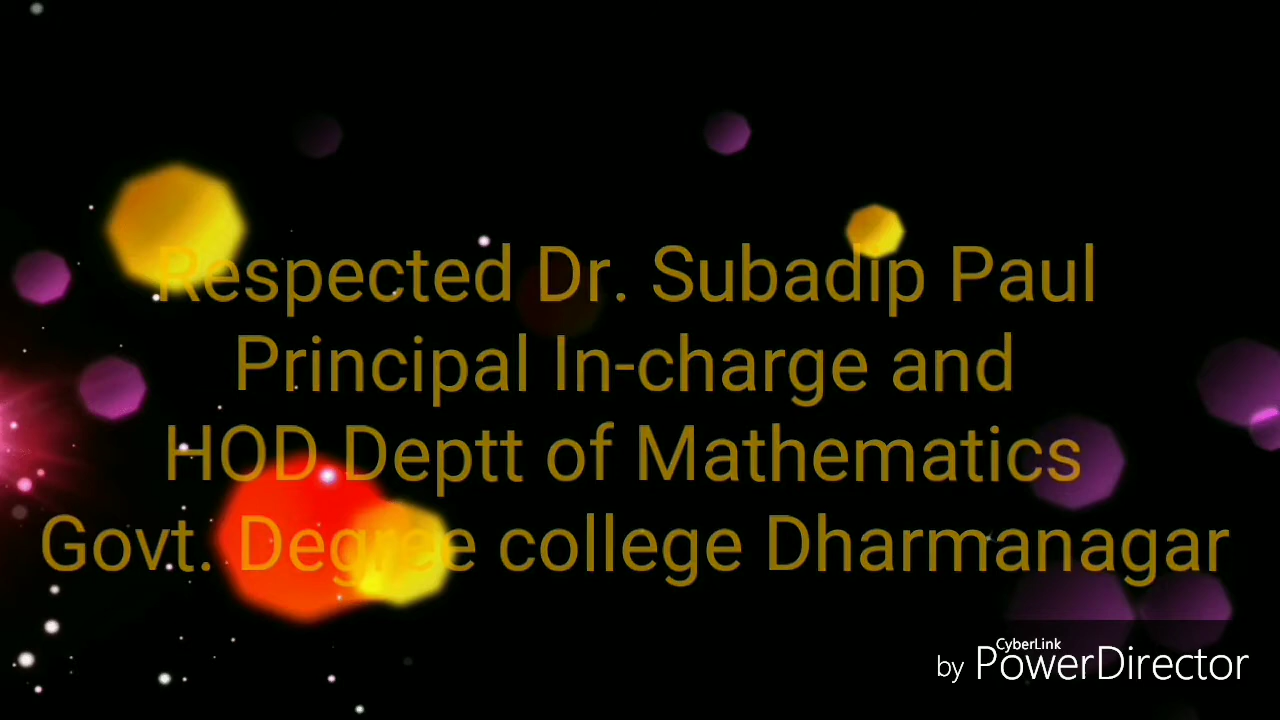 Respected Dr. Subadip Paul
Principal In-charge and
HOD Deptt of Mathematics
Govt. Degree college Dharmanagar
CyberLink
by PowerDirector